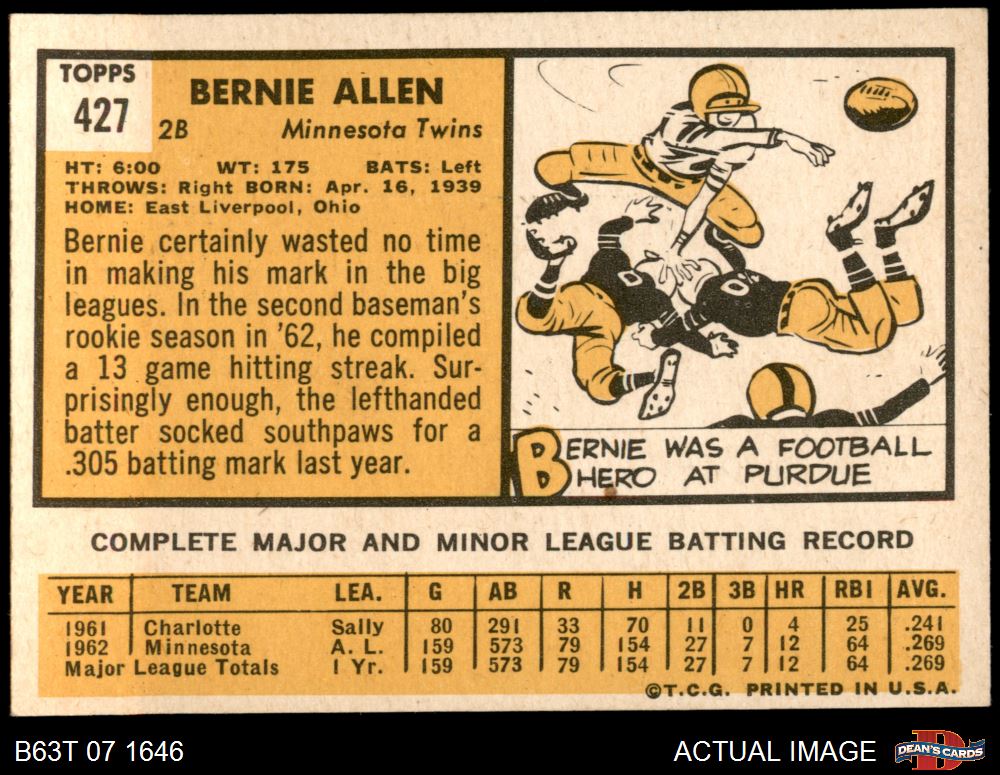 TOPPS
427
BERNIE ALLEN
2B Minnesota Twins
HT: 6:00 WT: 175 BATS: Left
THROWS: Right BORN: Apr. 16, 1939
HOME: East Liverpool, Ohio
Bernie certainly wasted no time
in making his mark in the big
leagues. In the second baseman's
rookie season in '62, he compiled
a 13 game hitting streak. Sur-
prisingly enough, the lefthanded
batter socked southpaws for a
.305 batting mark last year.
BERNIE WAS A FOOTBALL
HERO AT PURDUE
COMPLETE MAJOR AND MINOR LEAGUE BATTING RECORD
YEAR TEAM LEA. G AB R H 2B 3B HR RBI AVG.
1961 Charlotte Sally 80 291 33 70 11 0 4 25 .241
1962 Minnesota A. L. 159 573 79 154 27 7 12 64 .269
Major League Totals 1 Yr. 159 573 79 154 27 7 12 64 .269
©T.C.G. PRINTED IN U.S.A.
B63T 07 1646 ACTUAL IMAGE DEAN'S CARDS